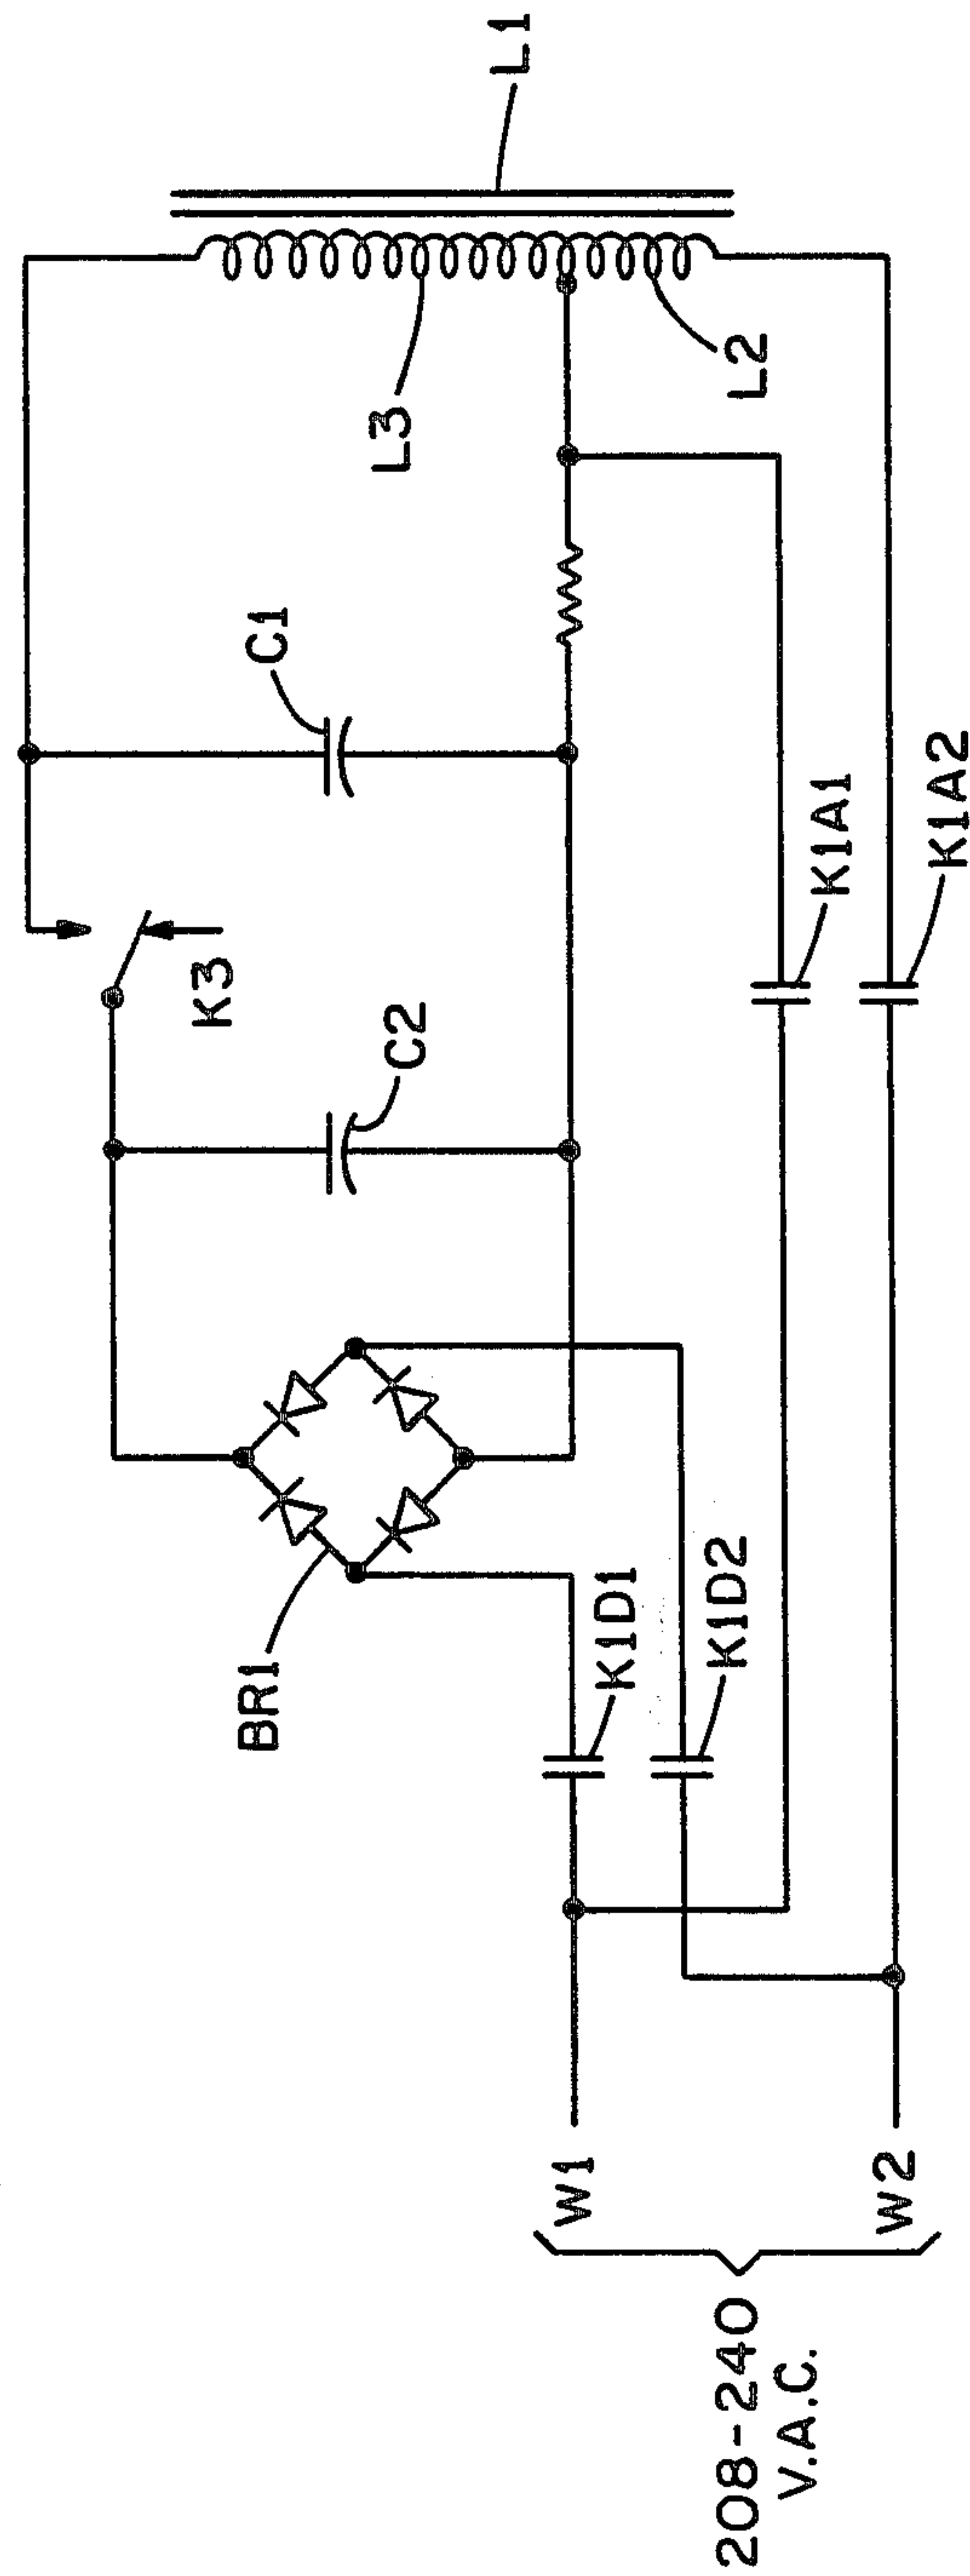 L1
L3
L2
C1
K3
C2
K1A1
K1A2
BR1
K1D1
K1D2
W1
W2
208-240
V.A.C.